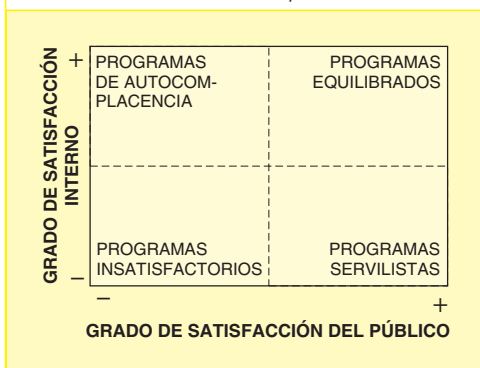 GRADO DE SATISFACCIÓN
INTERNO
+
PROGRAMAS
DE AUTOCOM-
PLACENCIA
PROGRAMAS
EQUILIBRADOS
PROGRAMAS
INSATISFACTORIOS
PROGRAMAS
SERVILISTAS
–
–
+
GRADO DE SATISFACCIÓN DEL PÚBLICO